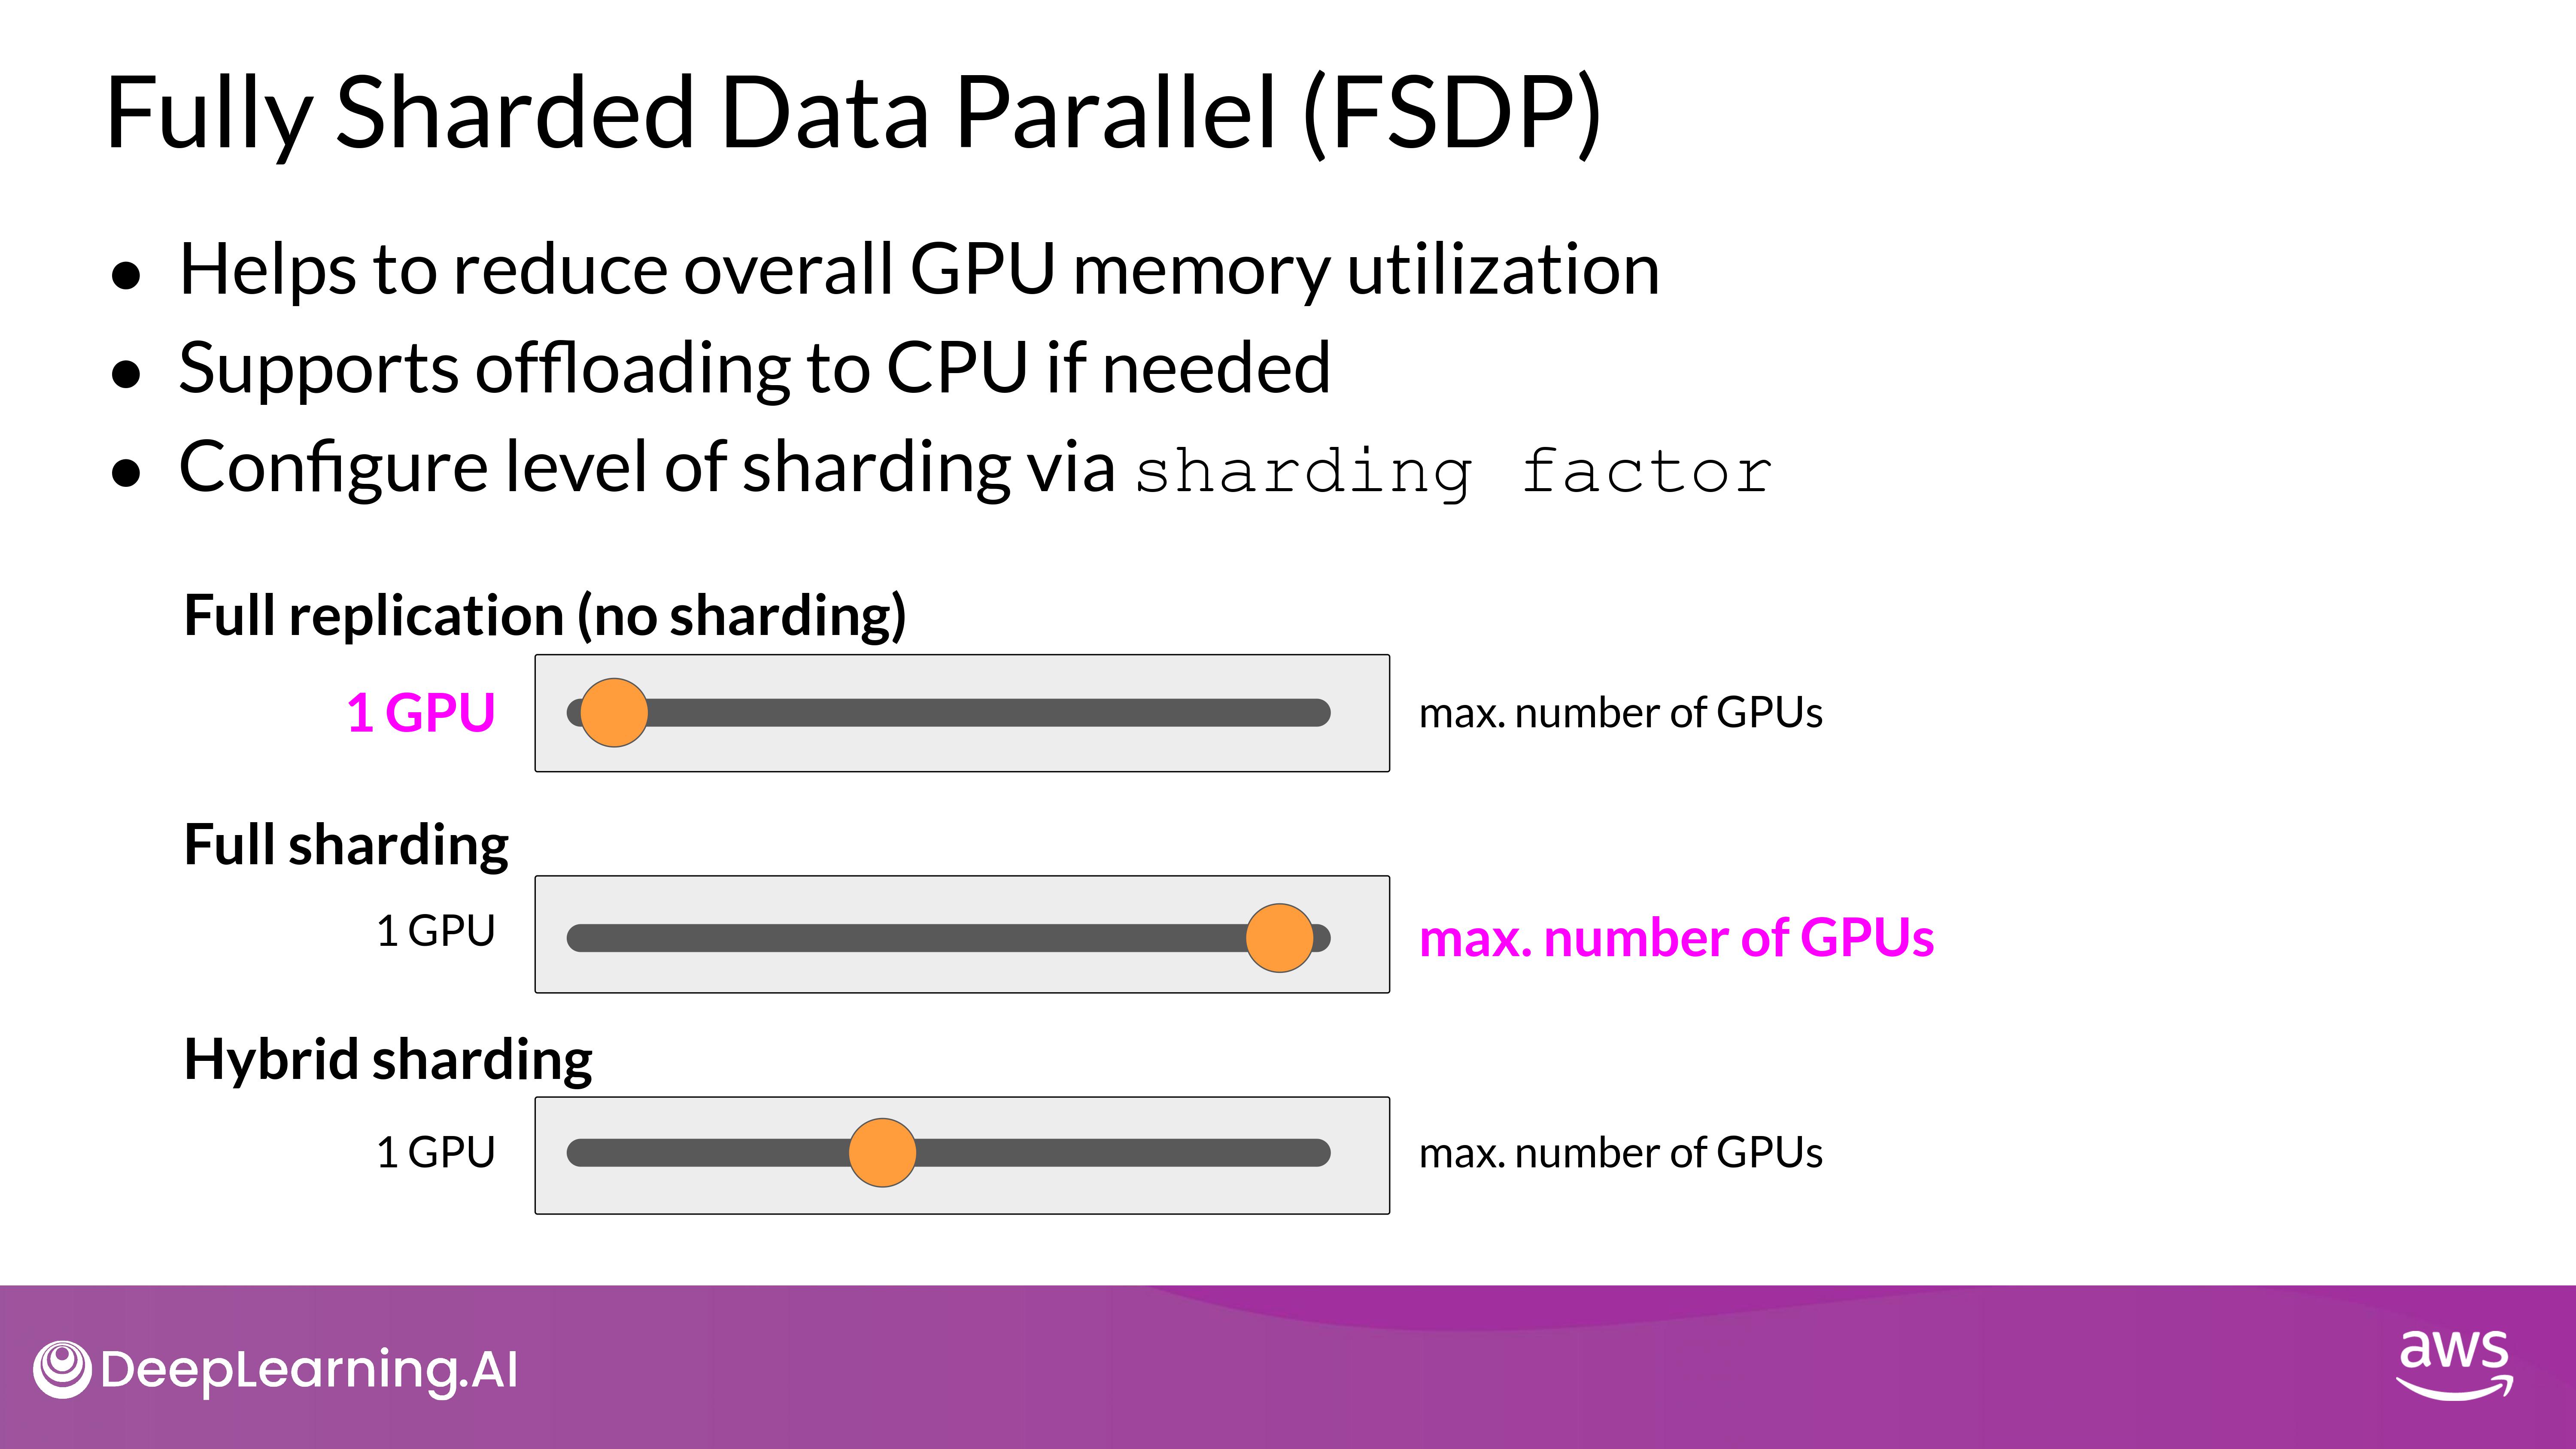 Fully Sharded Data Parallel (FSDP)
● Helps to reduce overall GPU memory utilization
● Supports offloading to CPU if needed
● Configure level of sharding via sharding factor
Full replication (no sharding)
1 GPU max. number of GPUs
Full sharding
1 GPU max. number of GPUs
Hybrid sharding
1 GPU max. number of GPUs
DeepLearning.AI aws